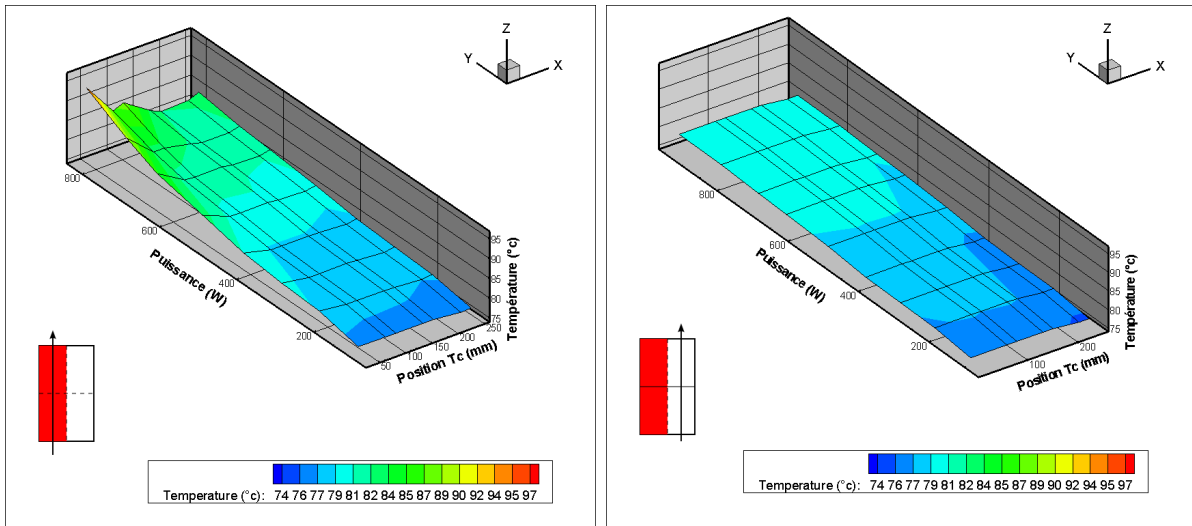 Z
Y
X
800
600
400
200
Puissance (W)
50
100
150
200
250
Position Tc (mm)
95
90
85
80
75
Température (°c)
Temperature (°c): 74 76 77 79 81 82 84 85 87 89 90 92 94 95 97
Z
Y
X
800
600
400
200
Puissance (W)
100
200
Position Tc (mm)
95
90
85
80
75
Température (°c)
Temperature (°c): 74 76 77 79 81 82 84 85 87 89 90 92 94 95 97